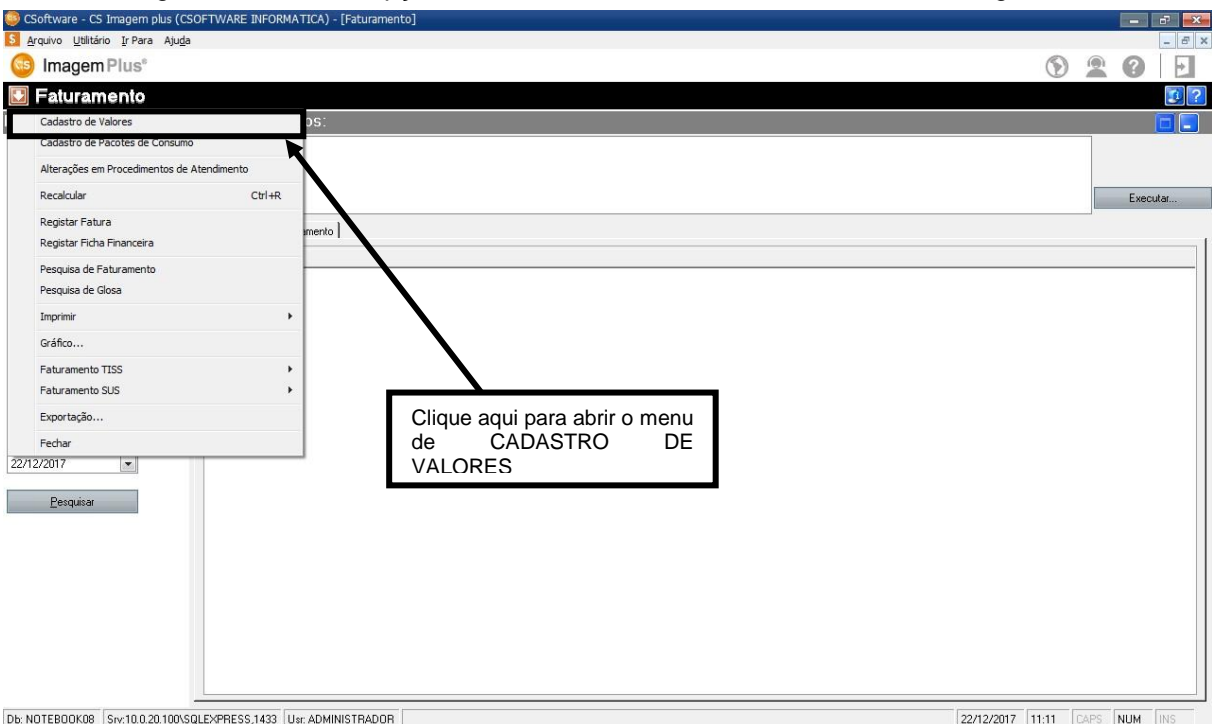 CSoftware - CS Imagem plus (CSOFTWARE INFORMATICA) - [Faturamento]
Arquivo Utilitário Ir Para Ajuda
cs ImagemPlus®
Faturamento
Cadastro de Valores
os:
Cadastro de Pacotes de Consumo
Alterações em Procedimentos de Atendimento
Recalcular Ctrl+R
Executar...
Registar Fatura
amento
Registar Ficha Financeira
Pesquisa de Faturamento
Pesquisa de Glosa
Imprimir
Gráfico...
Faturamento TISS
Faturamento SUS
Exportação...
Fechar
Clique aqui para abrir o menu
de CADASTRO DE
VALORES
22/12/2017
Pesquisar
Db: NOTEBOOK08 Srv:10.0.20.100\SQLEXPRESS,1433 Usr: ADMINISTRADOR 22/12/2017 11:11 CAPS NUM INS